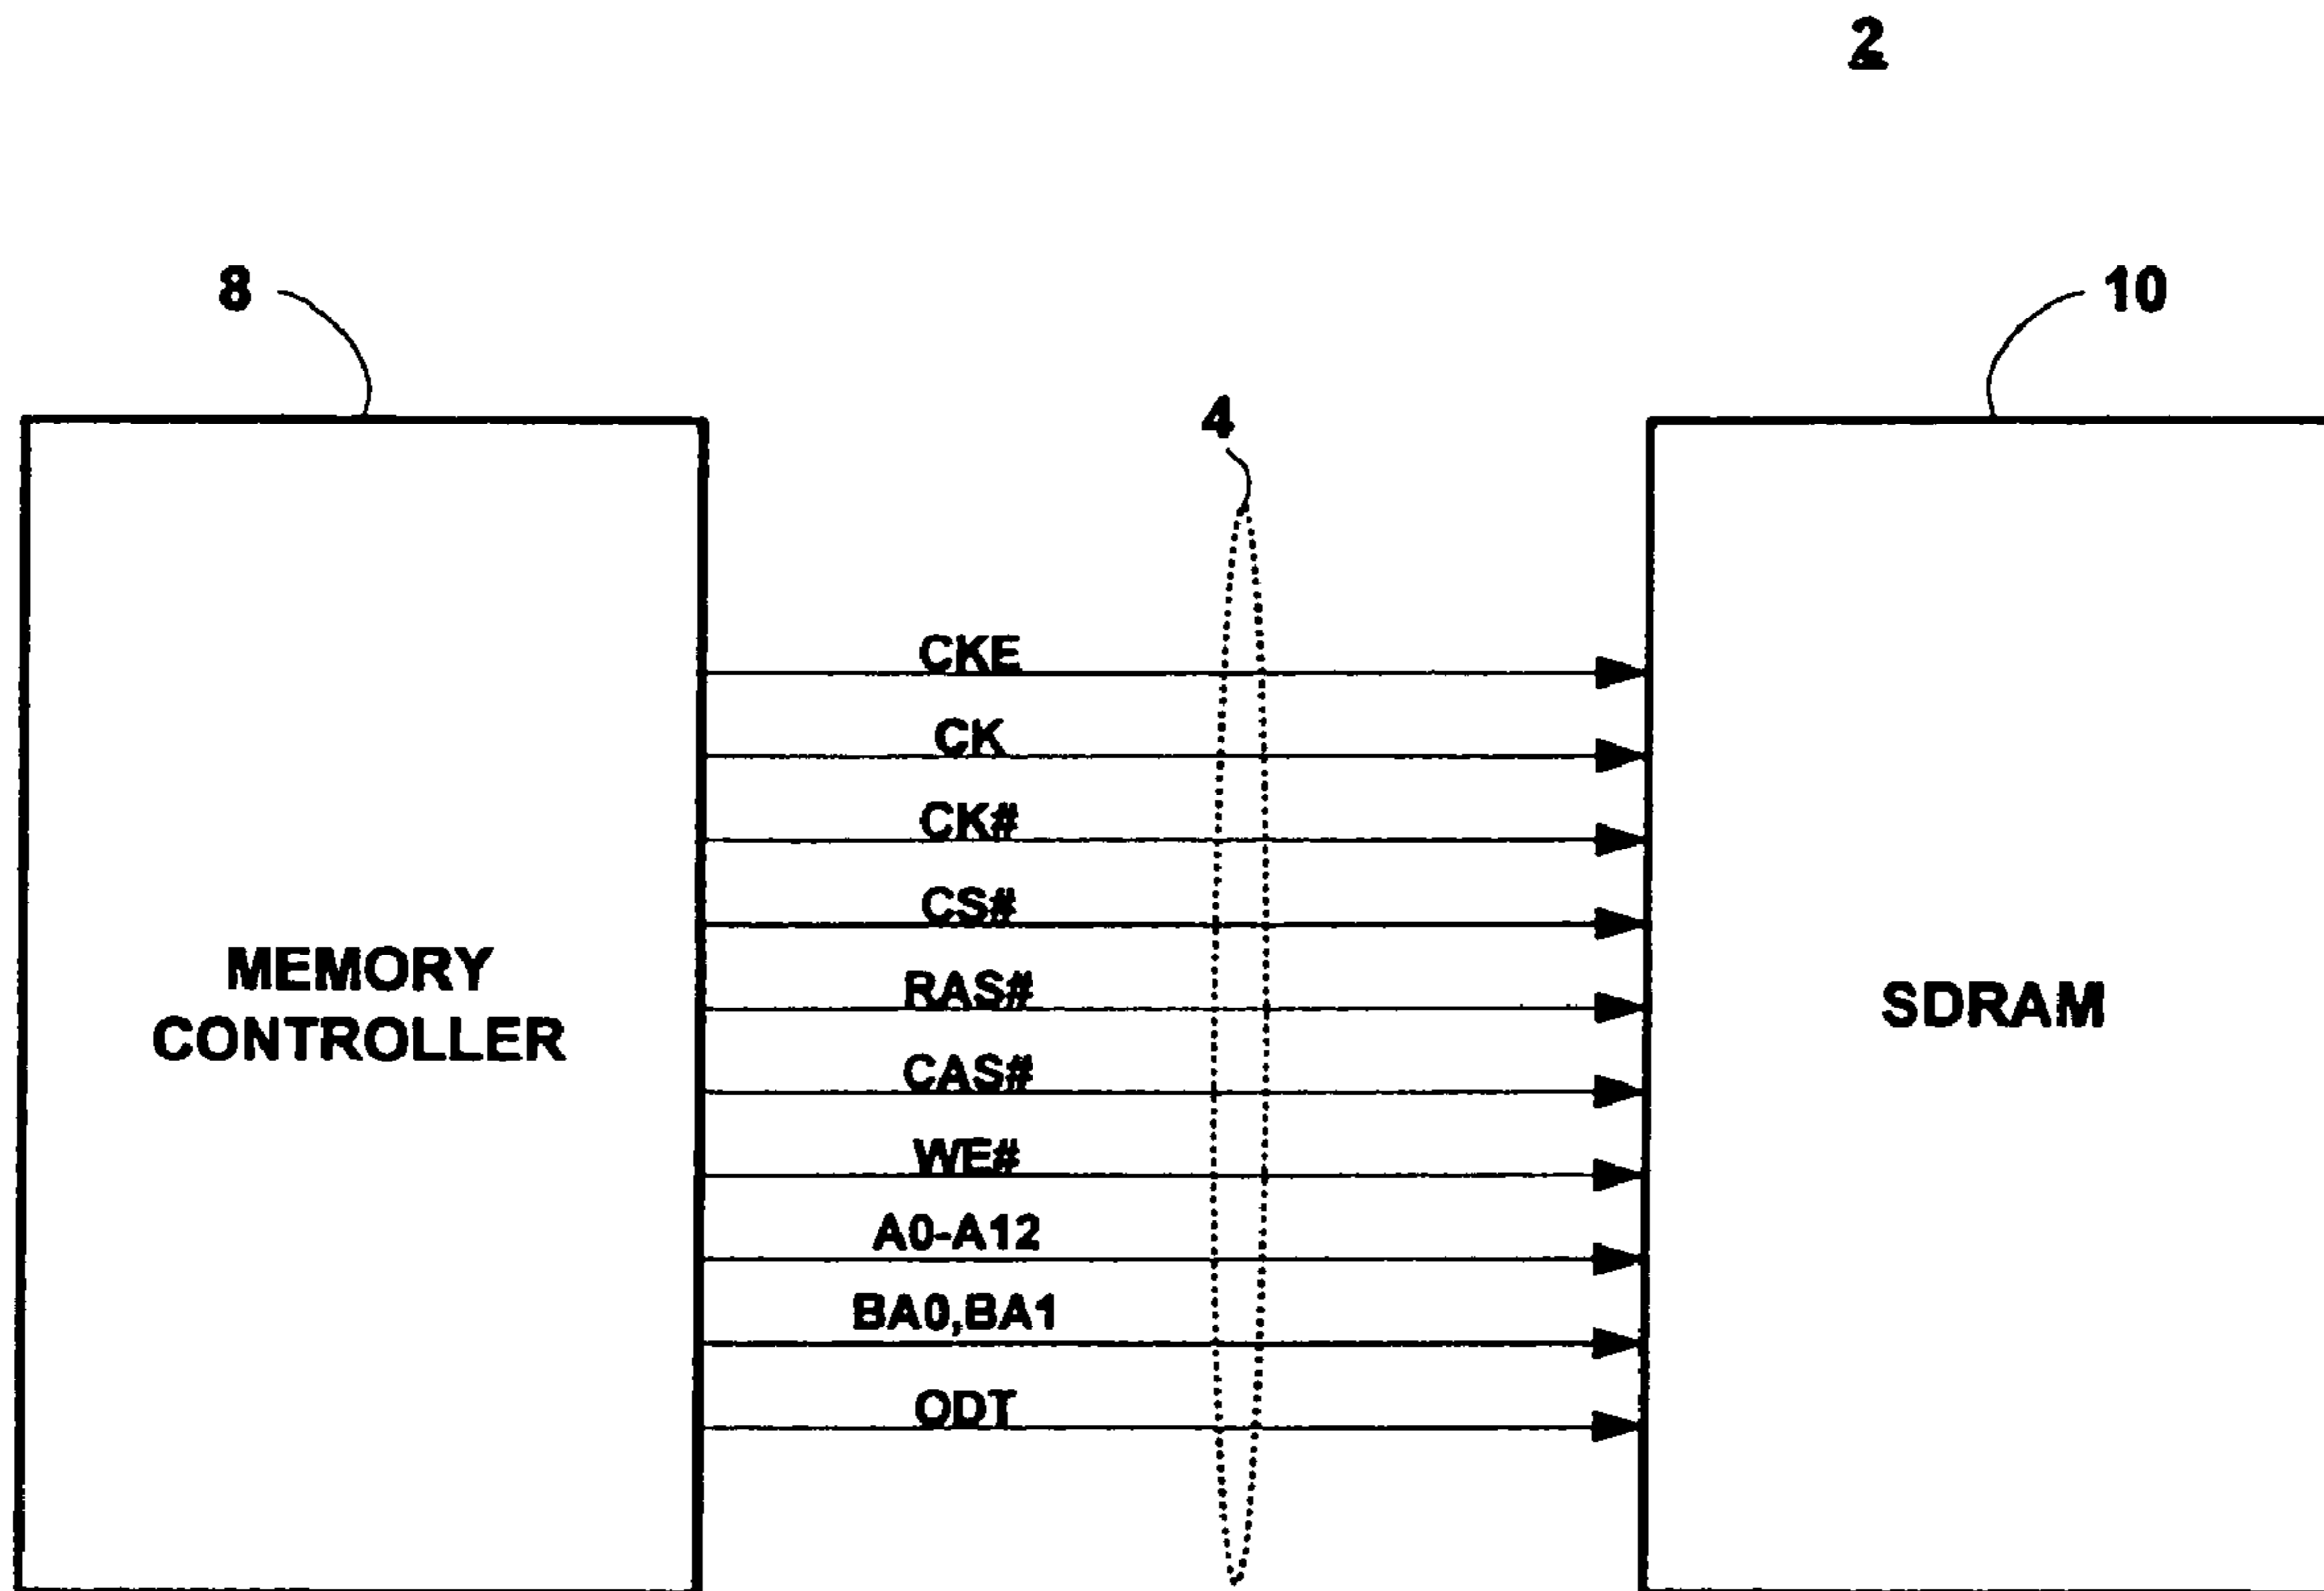 2
8
10
4
CKE
CK
CK#
CS#
RAS#
CAS#
WE#
A0-A12
BA0,BA1
ODT
MEMORY
CONTROLLER
SDRAM